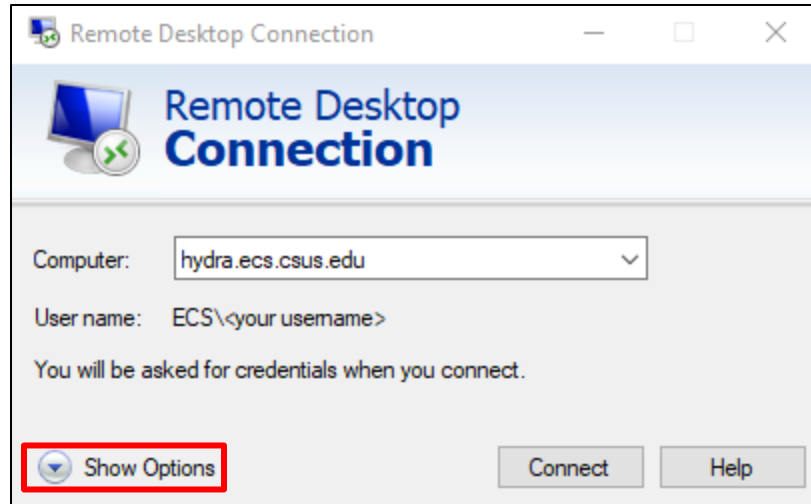 Remote Desktop Connection
Remote Desktop
Connection
Computer: hydra.ecs.csus.edu
User name: ECS\<your username>
You will be asked for credentials when you connect.
Show Options Connect Help